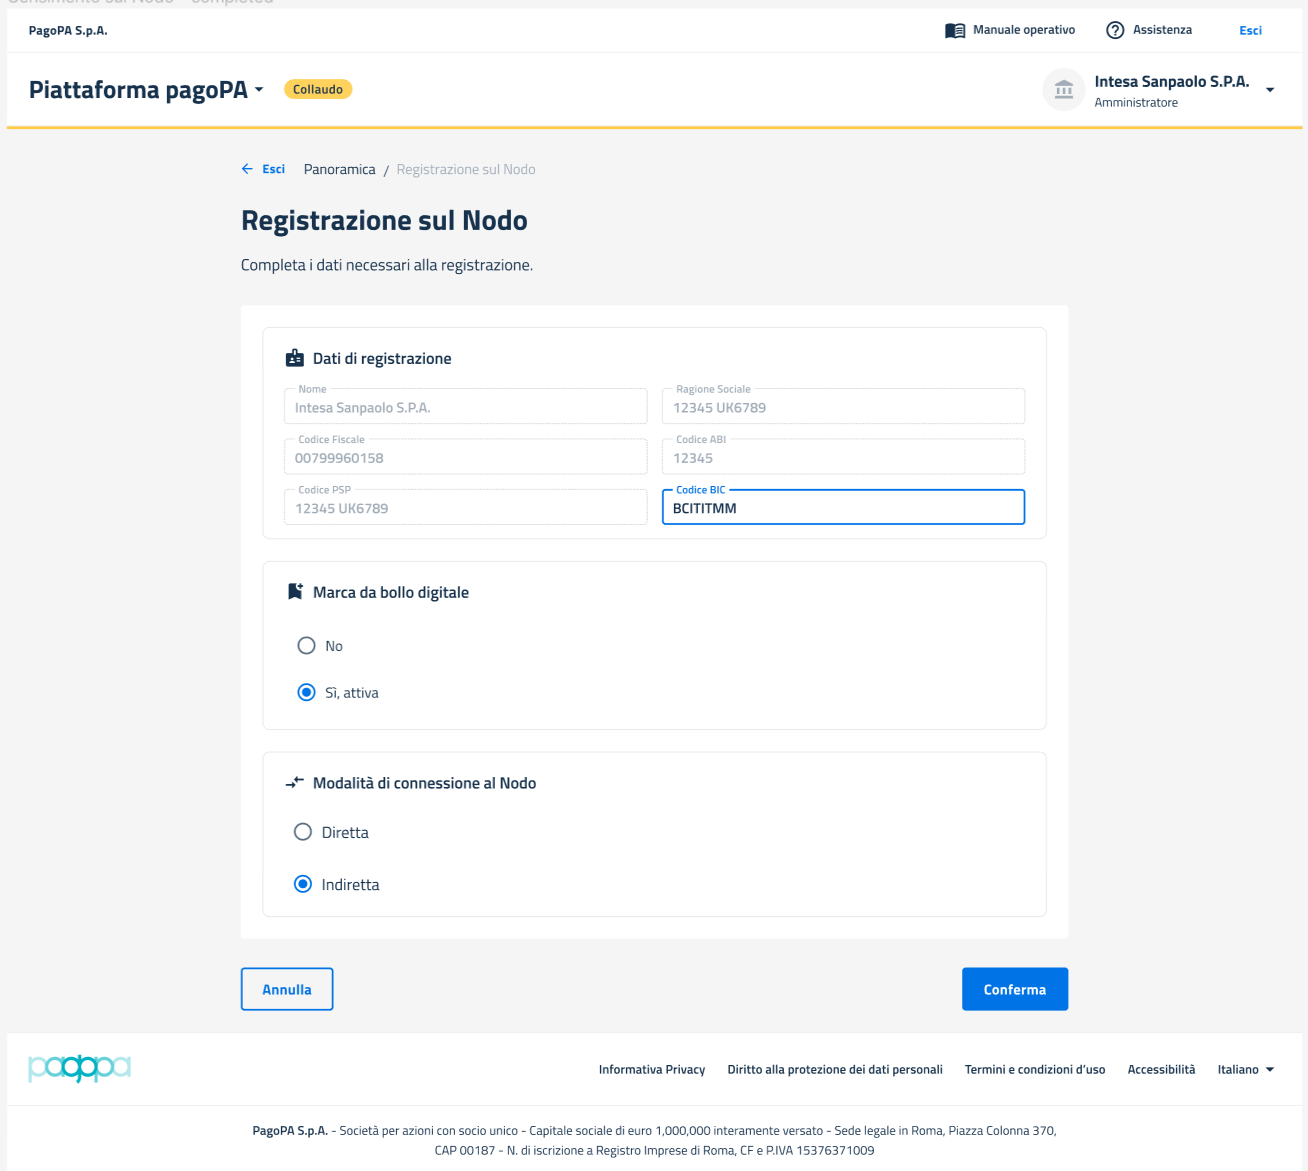 PagoPA S.p.A.
Manuale operativo
Assistenza
Esci
Piattaforma pagoPA
Collaudo
Intesa Sanpaolo S.P.A.
Amministratore
Esci
Panoramica / Registrazione sul Nodo
Registrazione sul Nodo
Completa i dati necessari alla registrazione.
Dati di registrazione
Nome
Intesa Sanpaolo S.P.A.
Ragione Sociale
12345 UK6789
Codice Fiscale
00799960158
Codice ABI
12345
Codice PSP
12345 UK6789
Codice BIC
BCITITMM
Marca da bollo digitale
No
Sì, attiva
Modalità di connessione al Nodo
Diretta
Indiretta
Annulla
Conferma
pagopa
Informativa Privacy
Diritto alla protezione dei dati personali
Termini e condizioni d'uso
Accessibilità
Italiano
PagoPA S.p.A. - Società per azioni con socio unico - Capitale sociale di euro 1,000,000 interamente versato - Sede legale in Roma, Piazza Colonna 370,
CAP 00187 - N. di iscrizione a Registro Imprese di Roma, CF e P.IVA 15376371009